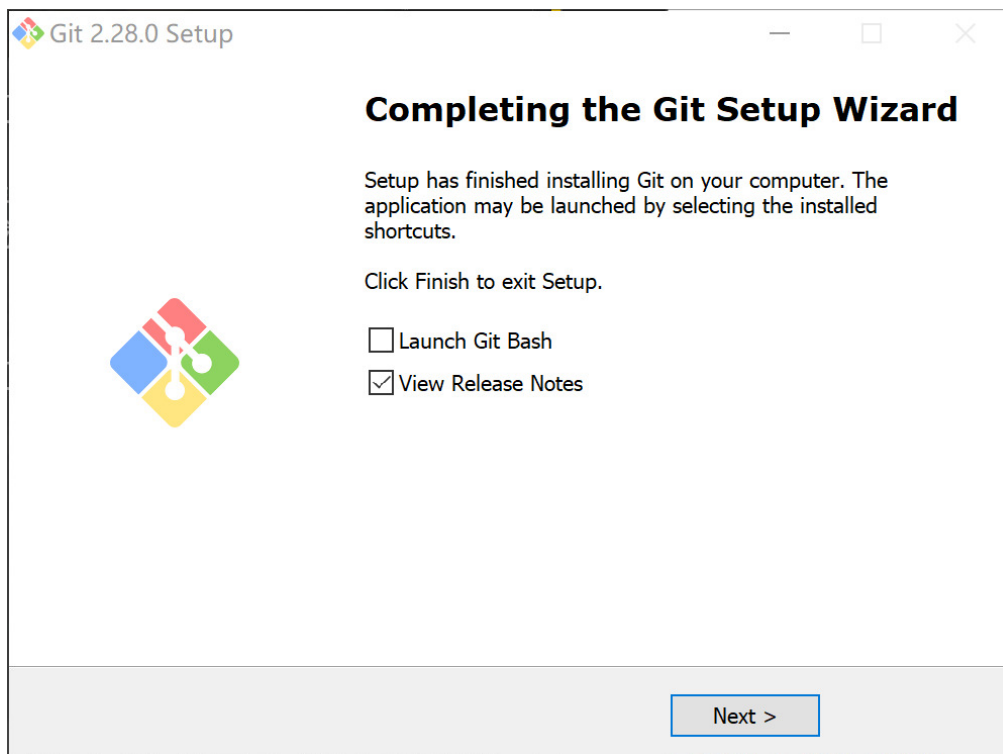 Git 2.28.0 Setup
Completing the Git Setup Wizard
Setup has finished installing Git on your computer. The
application may be launched by selecting the installed
shortcuts.
Click Finish to exit Setup.
Launch Git Bash
View Release Notes
Next >